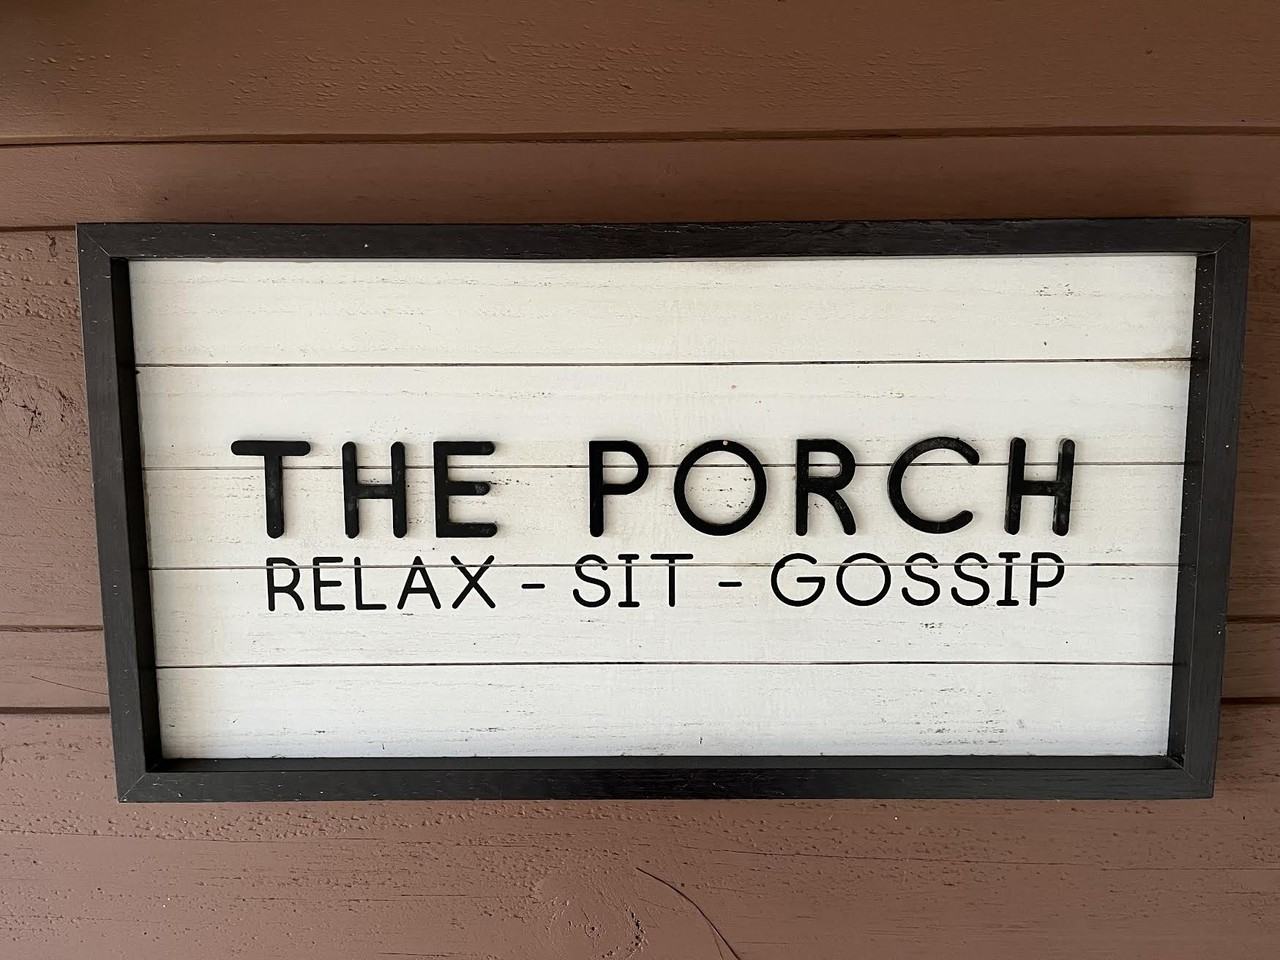 THE PORCH
RELAX - SIT - GOSSIP